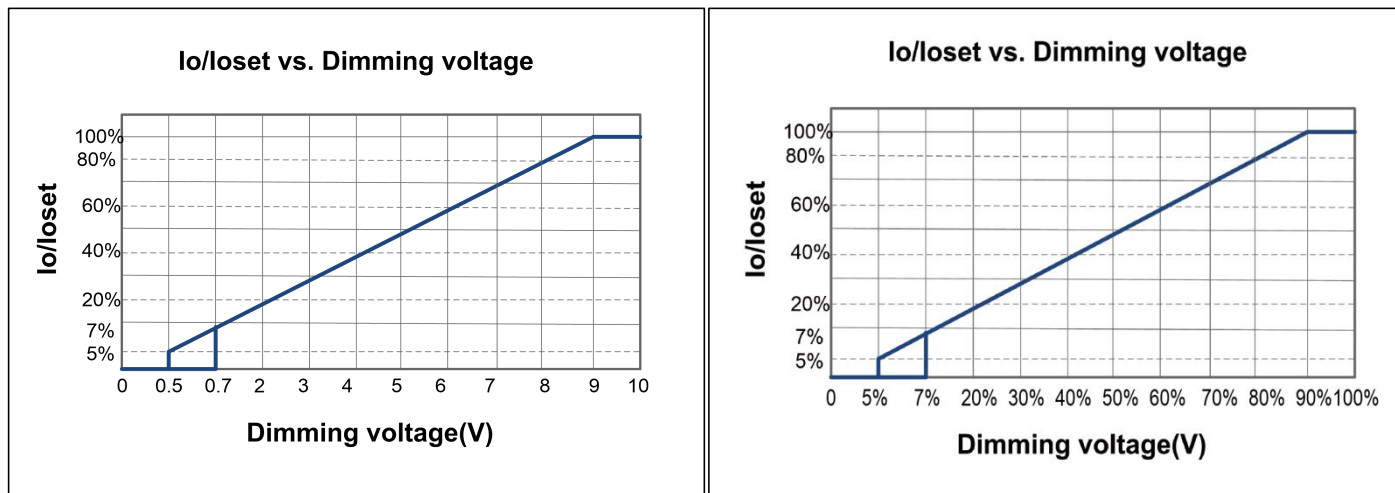 Io/Ioset vs. Dimming voltage
100%
80%
60%
40%
20%
7%
5%
Io/Ioset
0 0.5 0.7 2 3 4 5 6 7 8 9 10
Dimming voltage(V)
Io/Ioset vs. Dimming voltage
100%
80%
60%
40%
20%
7%
5%
Io/Ioset
0 5% 7% 20% 30% 40% 50% 60% 70% 80% 90% 100%
Dimming voltage(V)